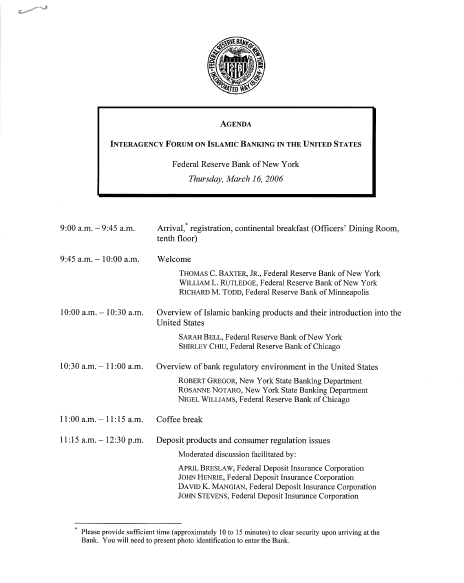 FEDERAL RESERVE BANK OF NEW YORK
INCORPORATED MAY 18, 1914
AGENDA
INTERAGENCY FORUM ON ISLAMIC BANKING IN THE UNITED STATES
Federal Reserve Bank of New York
Thursday, March 16, 2006
9:00 a.m. – 9:45 a.m. Arrival,* registration, continental breakfast (Officers' Dining Room,
tenth floor)
9:45 a.m. – 10:00 a.m. Welcome
THOMAS C. BAXTER, JR., Federal Reserve Bank of New York
WILLIAM L. RUTLEDGE, Federal Reserve Bank of New York
RICHARD M. TODD, Federal Reserve Bank of Minneapolis
10:00 a.m. – 10:30 a.m. Overview of Islamic banking products and their introduction into the
United States
SARAH BELL, Federal Reserve Bank of New York
SHIRLEY CHIU, Federal Reserve Bank of Chicago
10:30 a.m. – 11:00 a.m. Overview of bank regulatory environment in the United States
ROBERT GREGOR, New York State Banking Department
ROSANNE NOTARO, New York State Banking Department
NIGEL WILLIAMS, Federal Reserve Bank of Chicago
11:00 a.m. – 11:15 a.m. Coffee break
11:15 a.m. – 12:30 p.m. Deposit products and consumer regulation issues
Moderated discussion facilitated by:
APRIL BRESLAW, Federal Deposit Insurance Corporation
JOHN HENRIE, Federal Deposit Insurance Corporation
DAVID K. MANGIAN, Federal Deposit Insurance Corporation
JOHN STEVENS, Federal Deposit Insurance Corporation
* Please provide sufficient time (approximately 10 to 15 minutes) to clear security upon arriving at the
Bank. You will need to present photo identification to enter the Bank.